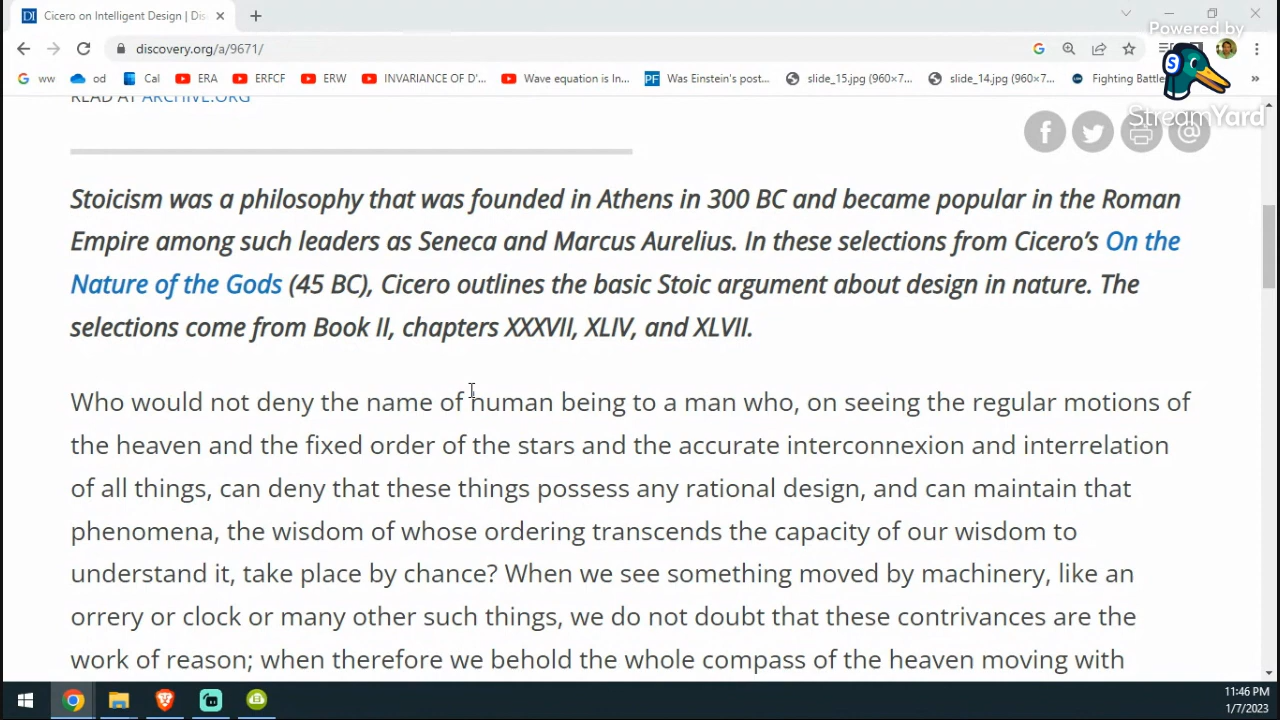 Cicero on Intelligent Design | Dis
Powered by
discovery.org/a/9671/
ww
od
Cal
ERA
ERFCF
ERW
INVARIANCE OF D'...
Wave equation is In...
Was Einstein's post...
slide_15.jpg (960×7...
slide_14.jpg (960×7...
Fighting Battle
READ AT ARCHIVE.ORG
StreamYard
Stoicism was a philosophy that was founded in Athens in 300 BC and became popular in the Roman
Empire among such leaders as Seneca and Marcus Aurelius. In these selections from Cicero's On the
Nature of the Gods (45 BC), Cicero outlines the basic Stoic argument about design in nature. The
selections come from Book II, chapters XXXVII, XLIV, and XLVII.
Who would not deny the name of human being to a man who, on seeing the regular motions of
the heaven and the fixed order of the stars and the accurate interconnexion and interrelation
of all things, can deny that these things possess any rational design, and can maintain that
phenomena, the wisdom of whose ordering transcends the capacity of our wisdom to
understand it, take place by chance? When we see something moved by machinery, like an
orrery or clock or many other such things, we do not doubt that these contrivances are the
work of reason; when therefore we behold the whole compass of the heaven moving with
11:46 PM
1/7/2023